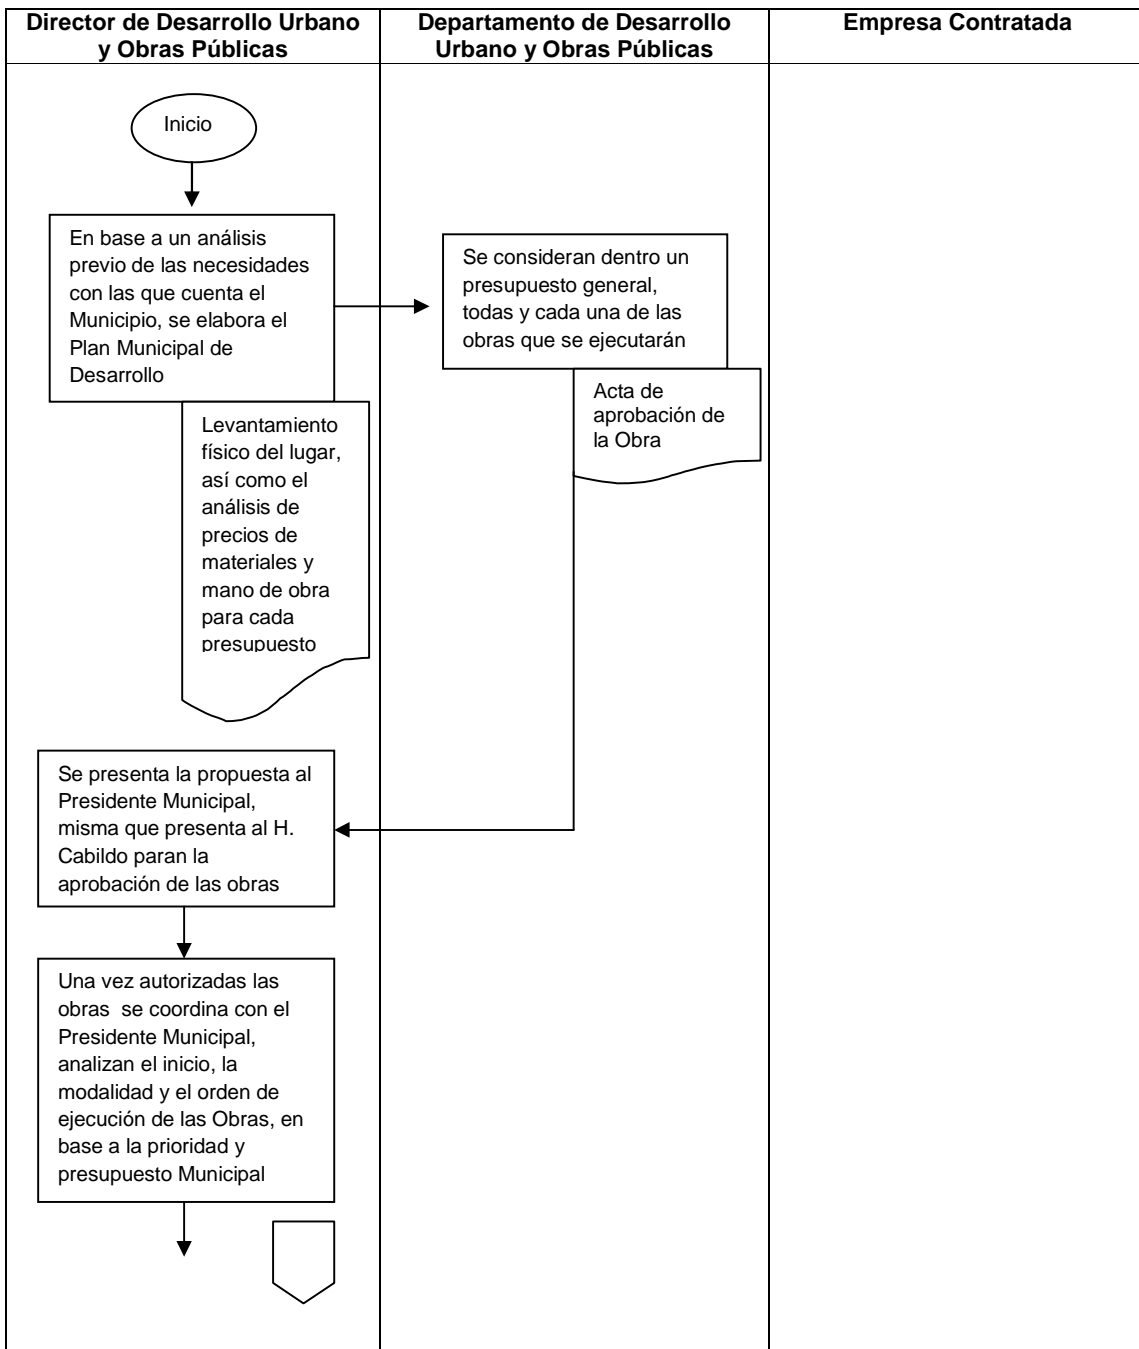 Director de Desarrollo Urbano
y Obras Públicas
Departamento de Desarrollo
Urbano y Obras Públicas
Empresa Contratada
Inicio
En base a un análisis
previo de las necesidades
con las que cuenta el
Municipio, se elabora el
Plan Municipal de
Desarrollo
Se consideran dentro un
presupuesto general,
todas y cada una de las
obras que se ejecutarán
Acta de
aprobación de
la Obra
Levantamiento
físico del lugar,
así como el
análisis de
precios de
materiales y
mano de obra
para cada
presupuesto
Se presenta la propuesta al
Presidente Municipal,
misma que presenta al H.
Cabildo paran la
aprobación de las obras
Una vez autorizadas las
obras  se coordina con el
Presidente Municipal,
analizan el inicio, la
modalidad y el orden de
ejecución de las Obras, en
base a la prioridad y
presupuesto Municipal